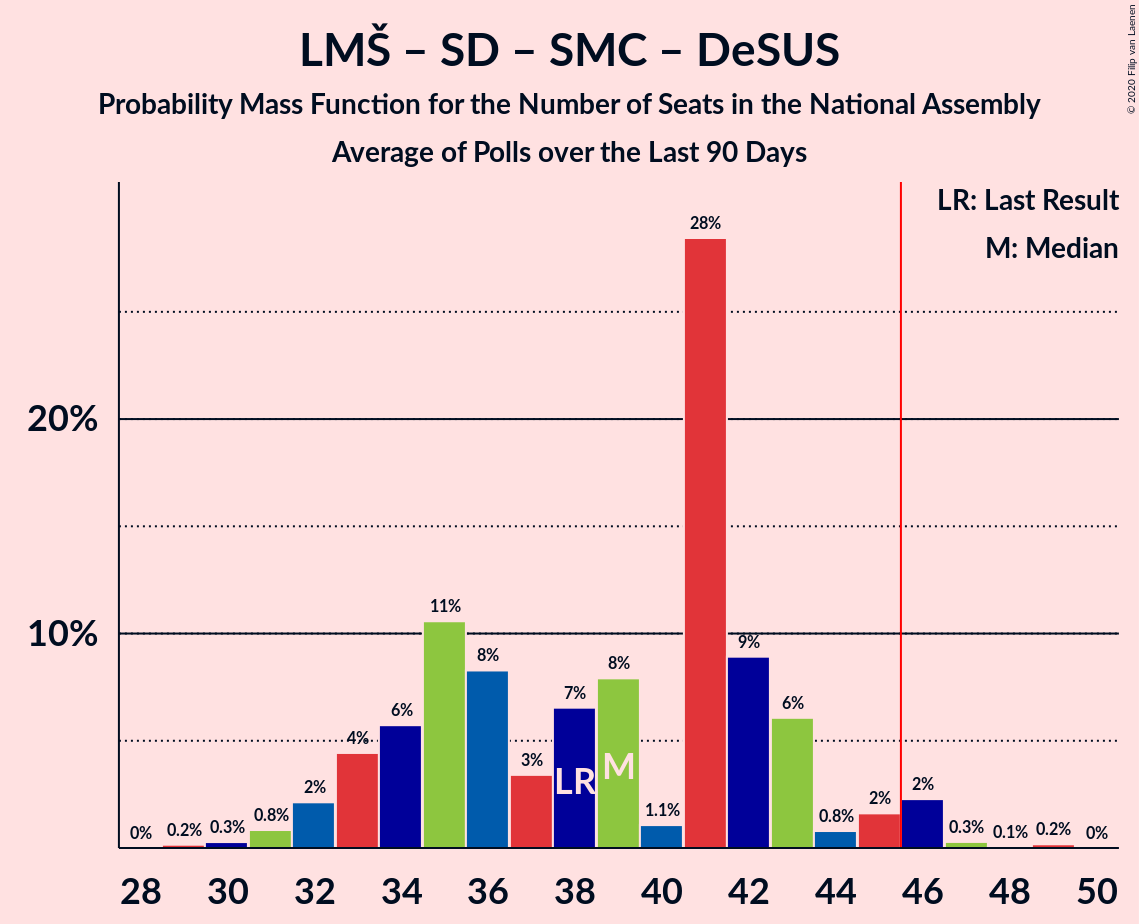 LMŠ – SD – SMC – DeSUS
Probability Mass Function for the Number of Seats in the National Assembly
Average of Polls over the Last 90 Days
© 2020 Filip van Laenen
LR: Last Result
M: Median
20%
10%
0% 0.2% 0.3% 0.8% 2% 4% 6% 11% 8% 3% 7% 8% 1.1% 28% 9% 6% 0.8% 2% 2% 0.3% 0.1% 0.2% 0%
LR M
28 30 32 34 36 38 40 42 44 46 48 50